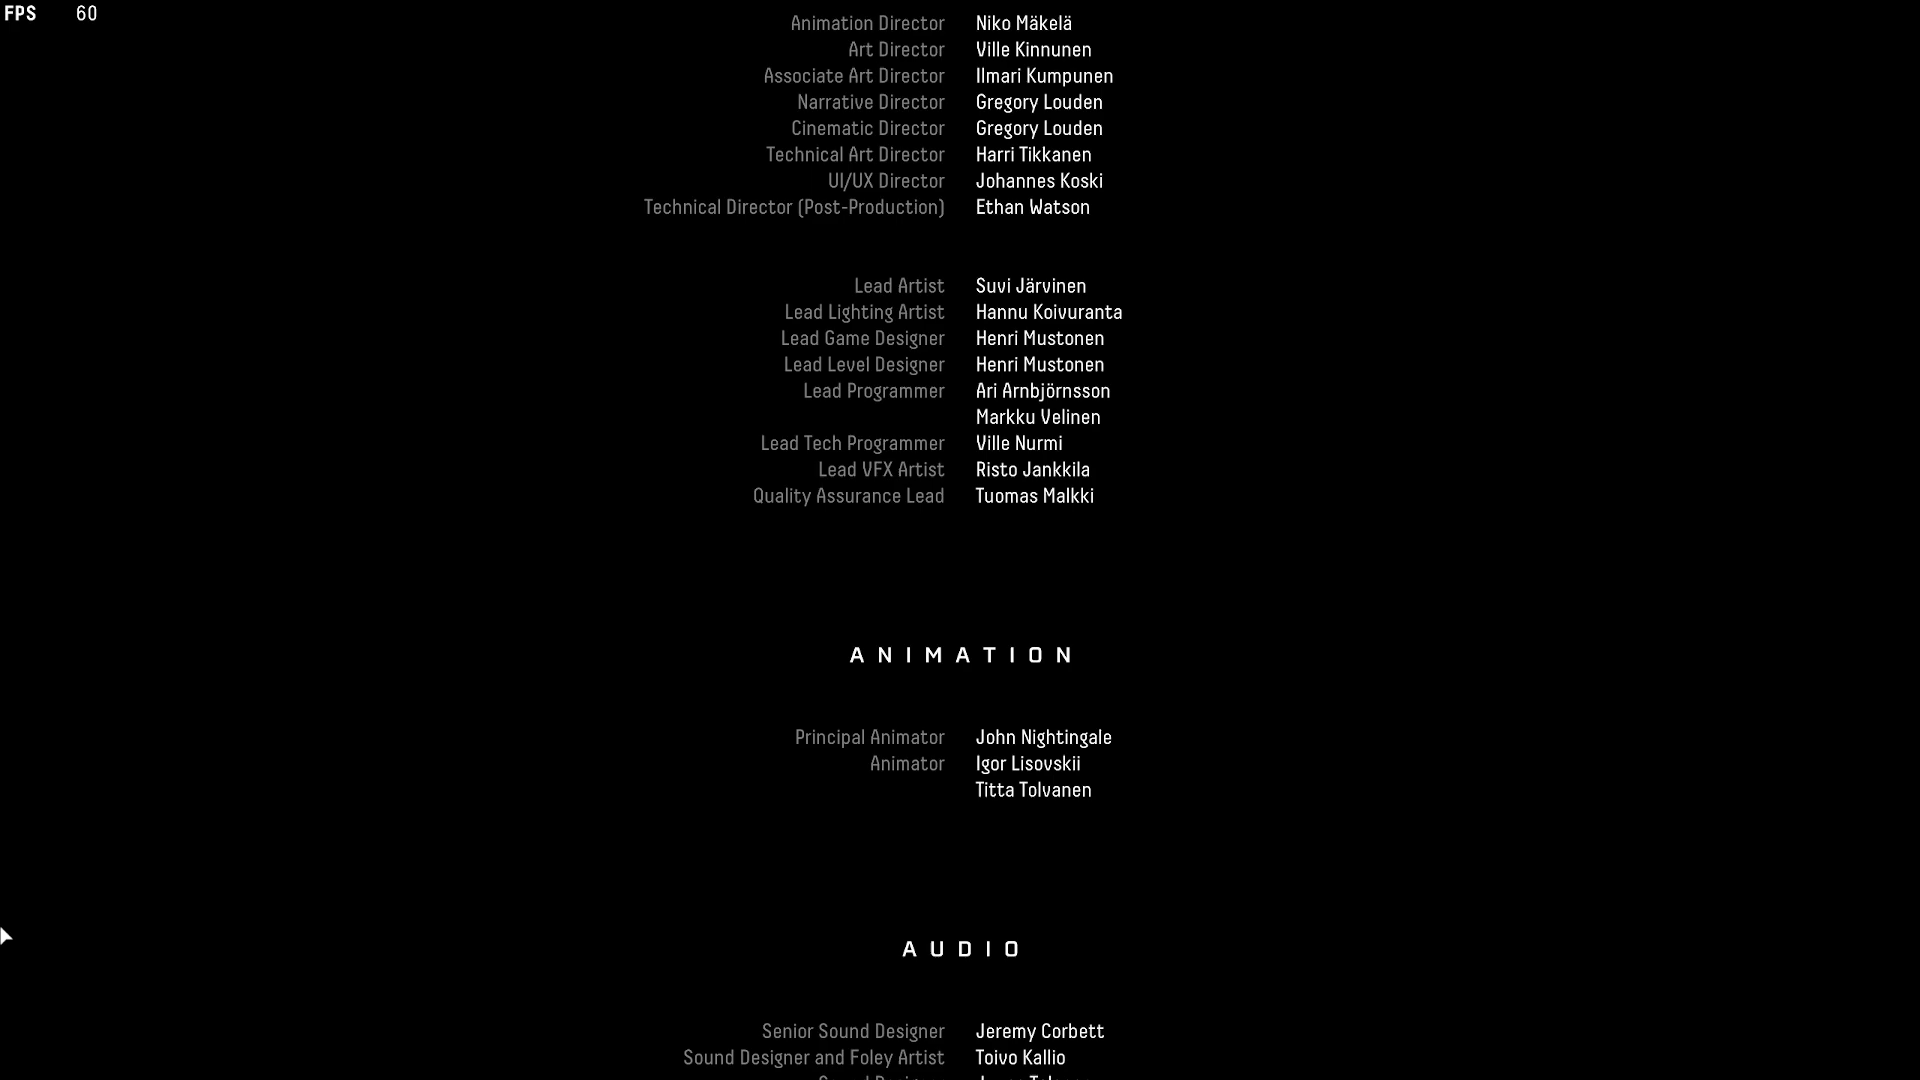 FPS 60
Animation Director Niko Mäkelä
Art Director Ville Kinnunen
Associate Art Director Ilmari Kumpunen
Narrative Director Gregory Louden
Cinematic Director Gregory Louden
Technical Art Director Harri Tikkanen
UI/UX Director Johannes Koski
Technical Director (Post-Production) Ethan Watson
Lead Artist Suvi Järvinen
Lead Lighting Artist Hannu Koivuranta
Lead Game Designer Henri Mustonen
Lead Level Designer Henri Mustonen
Lead Programmer Ari Arnbjörnsson
Markku Velinen
Lead Tech Programmer Ville Nurmi
Lead VFX Artist Risto Jankkila
Quality Assurance Lead Tuomas Malkki
ANIMATION
Principal Animator John Nightingale
Animator Igor Lisovskii
Titta Tolvanen
AUDIO
Senior Sound Designer Jeremy Corbett
Sound Designer and Foley Artist Toivo Kallio